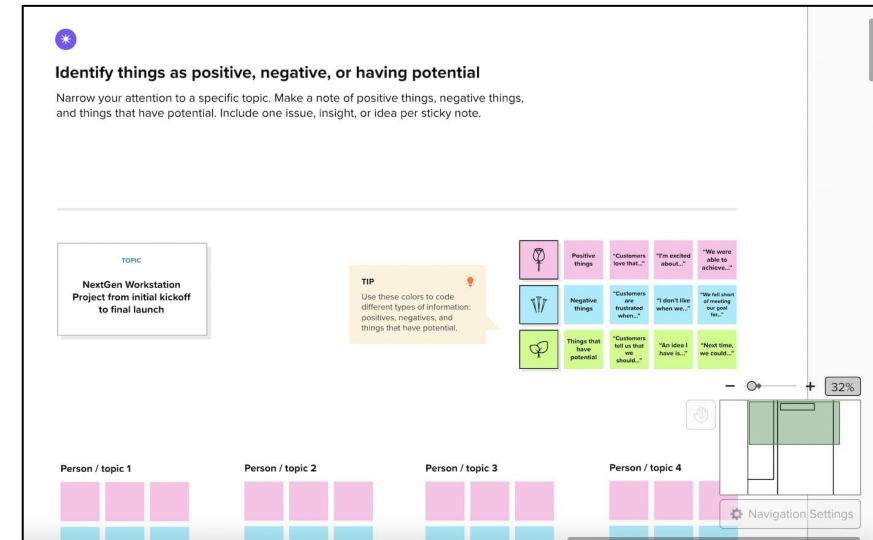 Identify things as positive, negative, or having potential
Narrow your attention to a specific topic. Make a note of positive things, negative things,
and things that have potential. Include one issue, insight, or idea per sticky note.
TOPIC
NextGen Workstation
Project from initial kickoff
to final launch
TIP
Use these colors to code
different types of information:
positives, negatives, and
things that have potential.
Positive
things
"Customers
love that..."
"I'm excited
about..."
"We were
able to
achieve..."
Negative
things
"Customers
are
frustrated
when..."
"I don't like
when we..."
"We fell short
of meeting
our goal
for..."
Things that
have
potential
"Customers
tell us that
we
should..."
"An idea I
have is..."
"Next time,
we could..."
32%
Person / topic 1
Person / topic 2
Person / topic 3
Person / topic 4
Navigation Settings